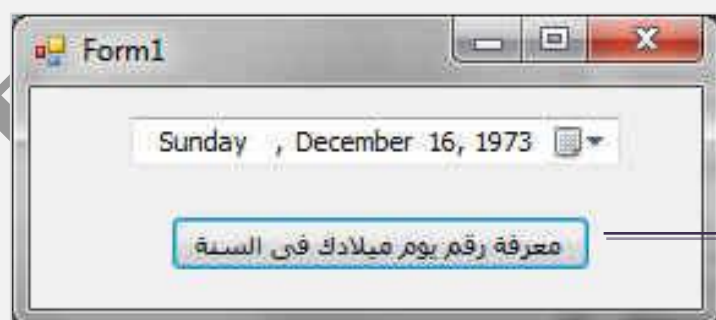 Form1
Sunday , December 16, 1973
معرفة رقم يوم ميلادك فى السنة